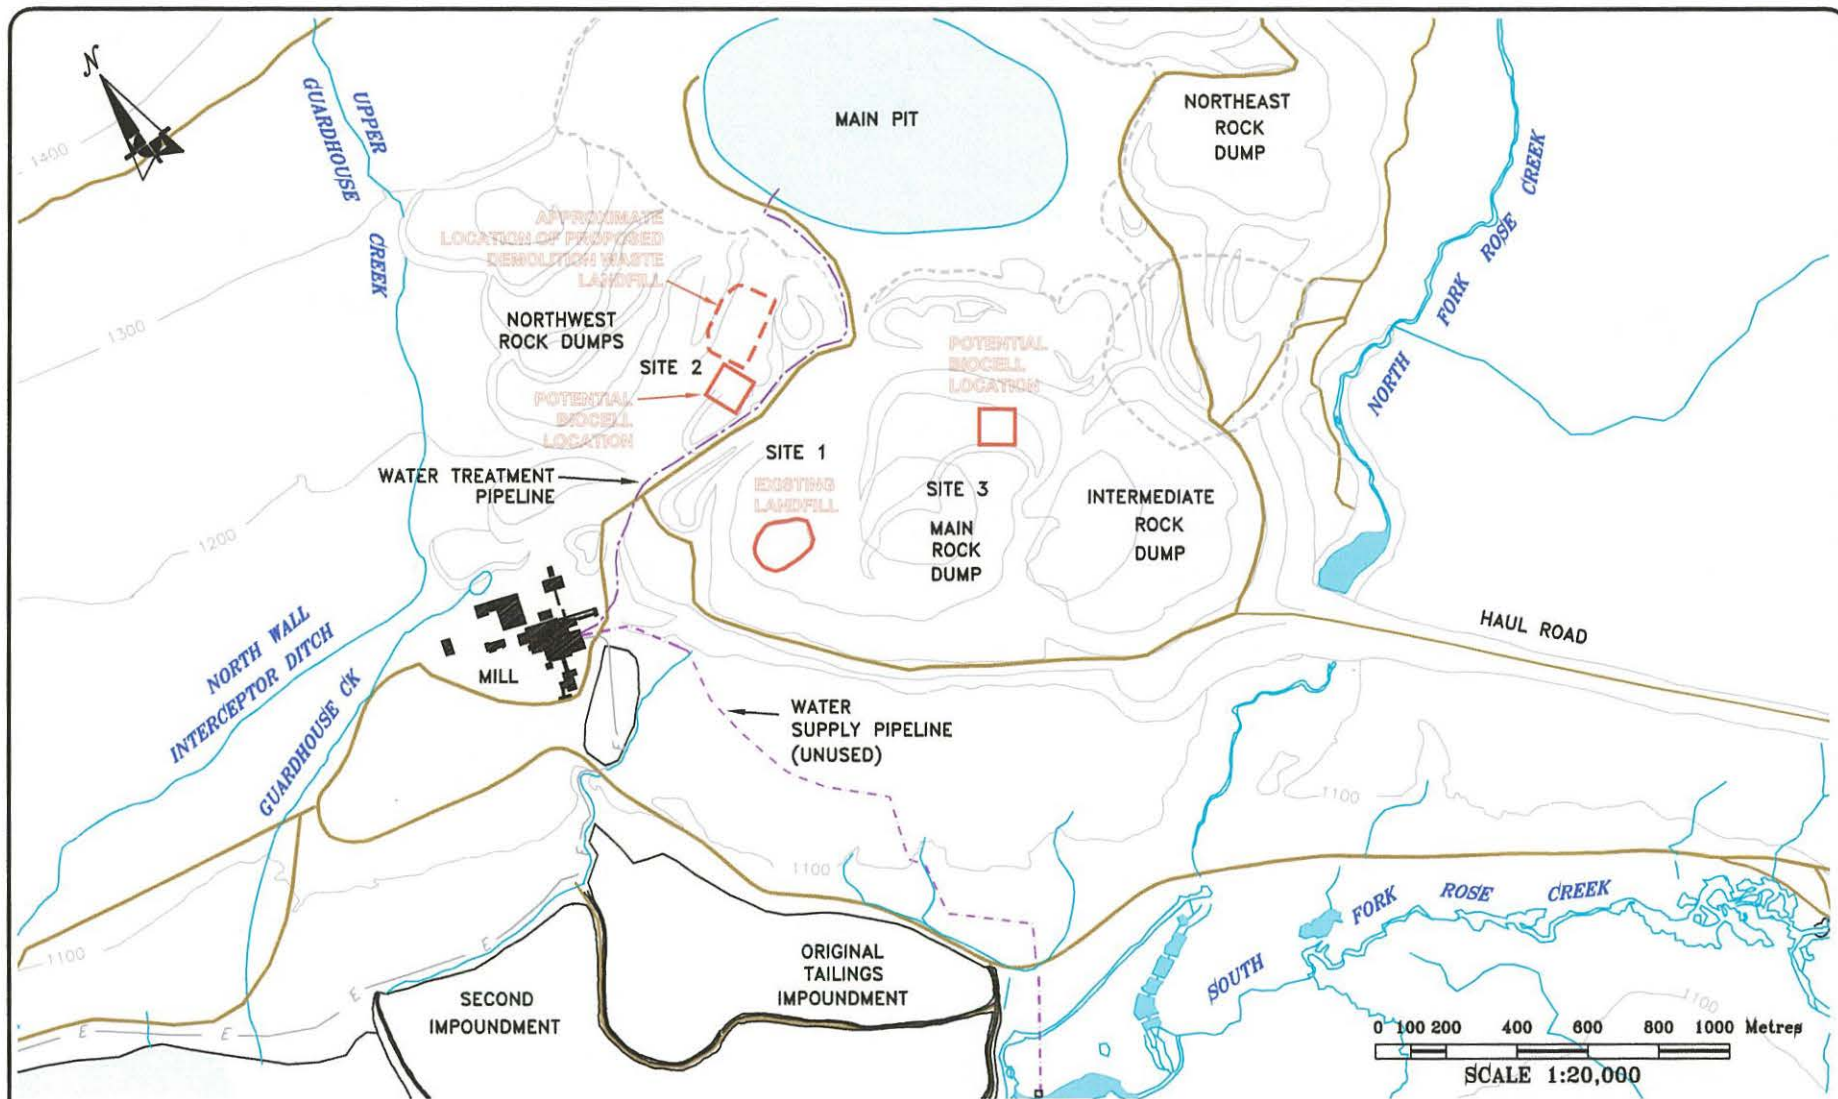 N
1400
UPPER
GUARDHOUSE
CREEK
MAIN PIT
NORTHEAST
ROCK
DUMP
NORTH FORK ROSE CREEK
APPROXIMATE
LOCATION OF PROPOSED
DEMOLITION WASTE
LANDFILL
1300
NORTHWEST
ROCK DUMPS
SITE 2
POTENTIAL
BIOCELL
LOCATION
POTENTIAL
BIOCELL
LOCATION
WATER TREATMENT
PIPELINE
SITE 1
EXISTING
LANDFILL
SITE 3
MAIN
ROCK
DUMP
INTERMEDIATE
ROCK
DUMP
1200
NORTH WALL
INTERCEPTOR DITCH
GUARDHOUSE CK
MILL
HAUL ROAD
WATER
SUPPLY PIPELINE
(UNUSED)
1100
1100
E
E
SOUTH FORK ROSE CREEK
1100
E
E
E
E
SECOND
IMPOUNDMENT
ORIGINAL
TAILINGS
IMPOUNDMENT
1100
0 100 200 400 600 800 1000 Metres
SCALE 1:20,000